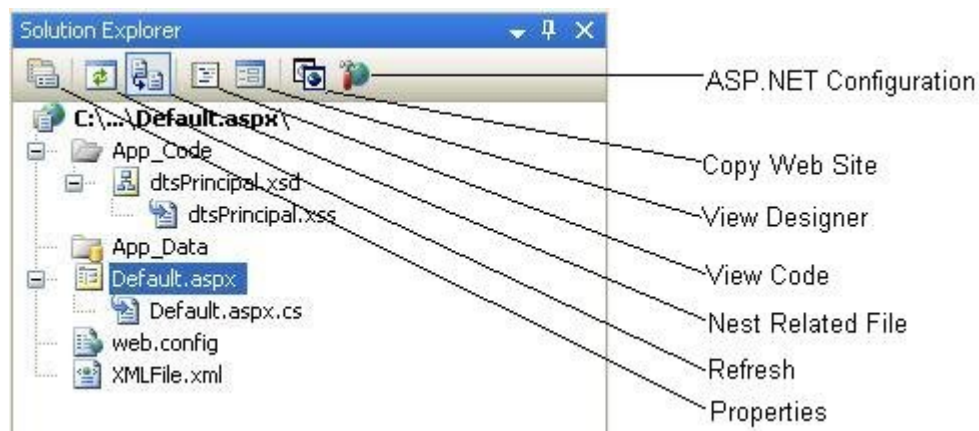 Solution Explorer
ASP.NET Configuration
C:\...\Default.aspx\
App_Code
Copy Web Site
dtsPrincipal.xsd
dtsPrincipal.xss
View Designer
App_Data
Default.aspx
View Code
Default.aspx.cs
Nest Related File
web.config
XMLFile.xml
Refresh
Properties